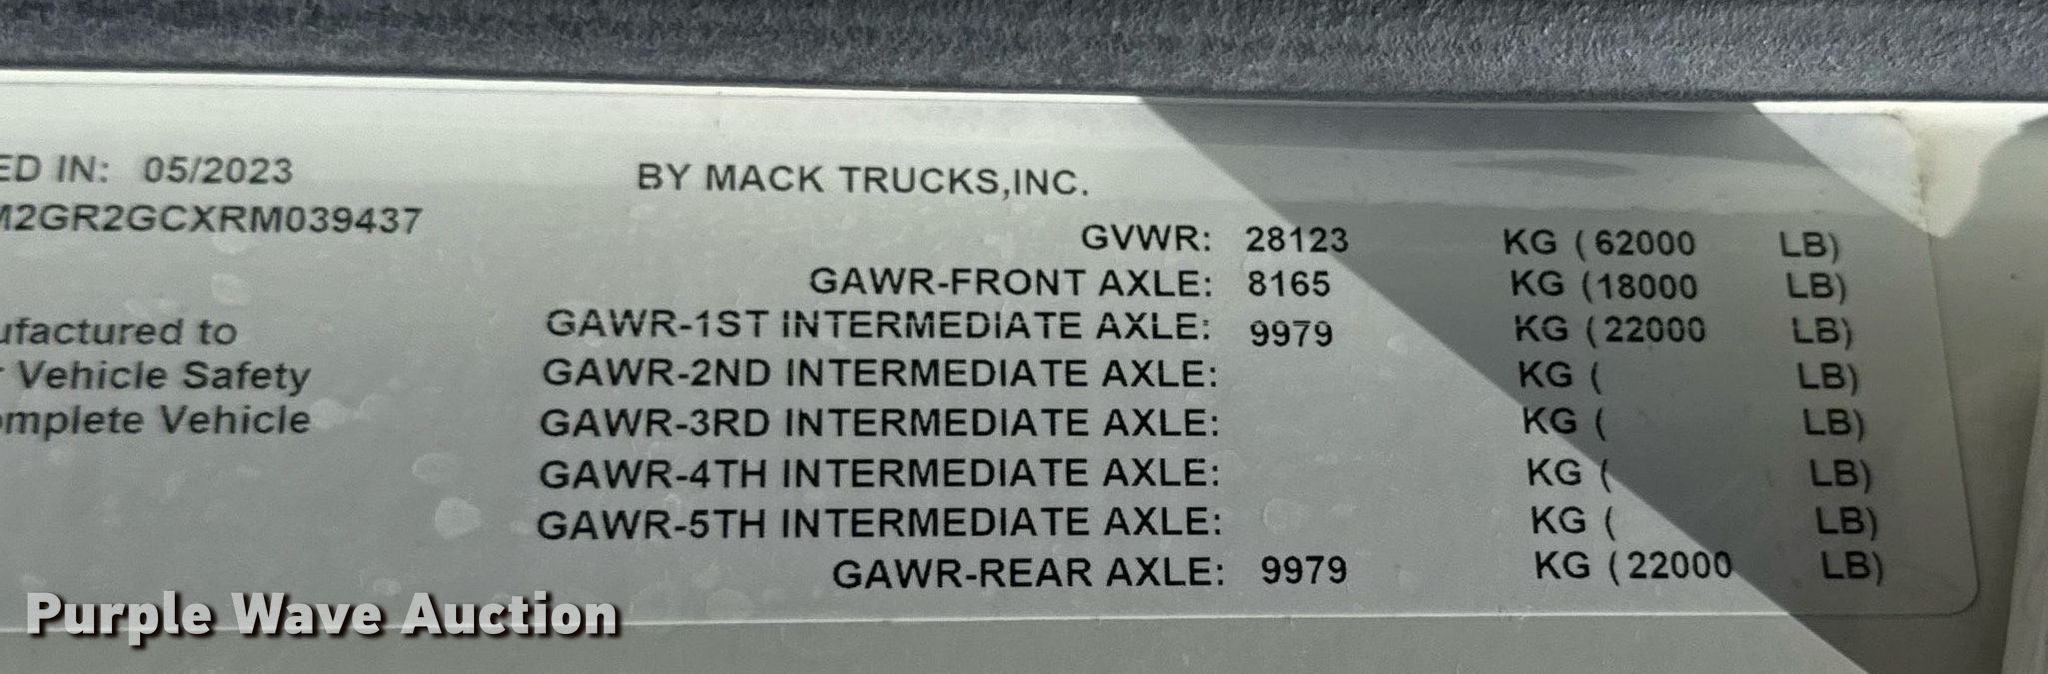 ED IN: 05/2023
BY MACK TRUCKS,INC.
M2GR2GCXRM039437
GVWR: 28123 KG (62000 LB)
GAWR-FRONT AXLE: 8165 KG (18000 LB)
GAWR-1ST INTERMEDIATE AXLE: 9979 KG (22000 LB)
ufactured to
GAWR-2ND INTERMEDIATE AXLE: KG ( LB)
Vehicle Safety
GAWR-3RD INTERMEDIATE AXLE: KG ( LB)
omplete Vehicle
GAWR-4TH INTERMEDIATE AXLE: KG ( LB)
GAWR-5TH INTERMEDIATE AXLE: KG ( LB)
GAWR-REAR AXLE: 9979 KG (22000 LB)
Purple Wave Auction